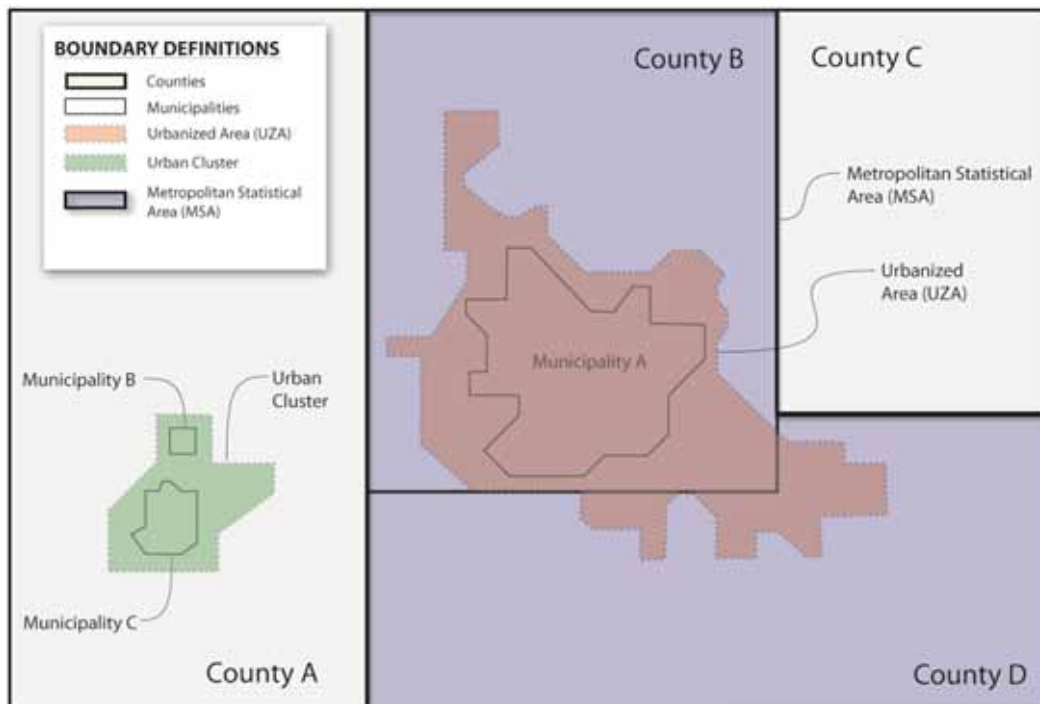 BOUNDARY DEFINITIONS
Counties
Municipalities
Urbanized Area (UZA)
Urban Cluster
Metropolitan Statistical
Area (MSA)
County B
County C
Metropolitan Statistical
Area (MSA)
Urbanized
Area (UZA)
Municipality A
Municipality B
Urban
Cluster
Municipality C
County A
County D